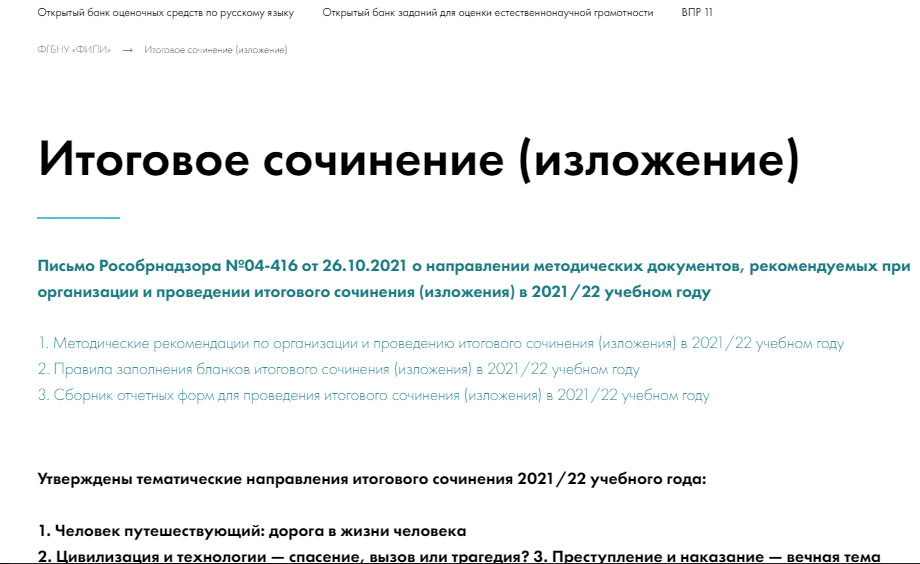 Открытый банк оценочных средств по русскому языку Открытый банк заданий для оценки естественнонаучной грамотности ВПР 11
ФГБНУ «ФИПИ» → Итоговое сочинение (изложение)
Итоговое сочинение (изложение)
Письмо Рособрнадзора №04-416 от 26.10.2021 о направлении методических документов, рекомендуемых при
организации и проведении итогового сочинения (изложения) в 2021/22 учебном году
1. Методические рекомендации по организации и проведению итогового сочинения (изложения) в 2021/22 учебном году
2. Правила заполнения бланков итогового сочинения (изложения) в 2021/22 учебном году
3. Сборник отчетных форм для проведения итогового сочинения (изложения) в 2021/22 учебном году
Утверждены тематические направления итогового сочинения 2021/22 учебного года:
1. Человек путешествующий: дорога в жизни человека
2. Цивилизация и технологии — спасение, вызов или трагедия? 3. Преступление и наказание — вечная тема